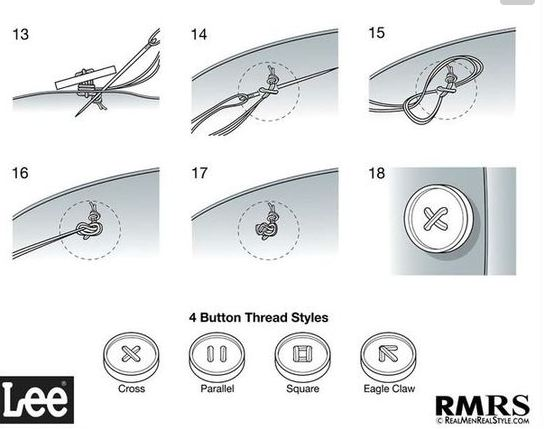 13
14
15
16
17
18
4 Button Thread Styles
Cross
Parallel
Square
Eagle Claw
Lee®
RMRS
© REALMENREALSTYLE.COM